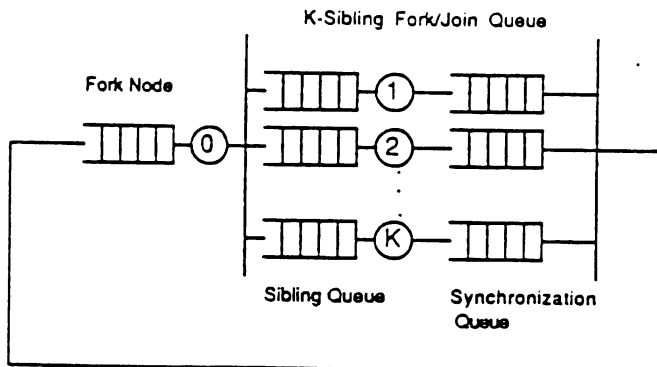 K-Sibling Fork/Join Queue
Fork Node
0
1
2
K
Sibling Queue
Synchronization
Queue